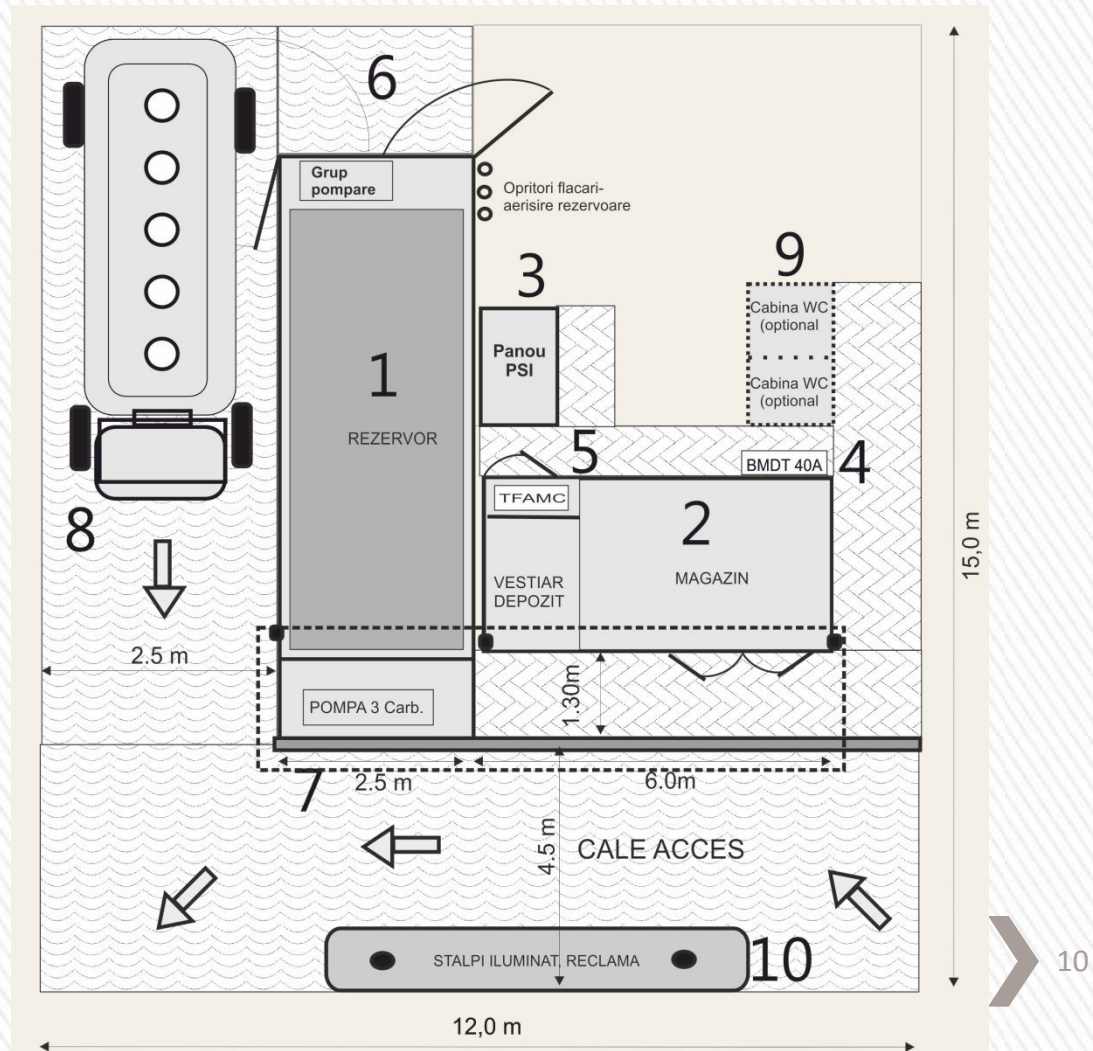 6
Grup
pompare
Opritori flacari-
aerisire rezervoare
9
3
Cabina WC
(optional
Panou
PSI
1
Cabina WC
(optional
REZERVOR
5
BMDT 40A
4
TFAMC
2
8
MAGAZIN
VESTIAR
DEPOZIT
15,0 m
2.5 m
1.30m
POMPA 3 Carb.
7
2.5 m
6.0m
4.5 m
CALE ACCES
STALPI ILUMINAT, RECLAMA
10
10
12,0 m